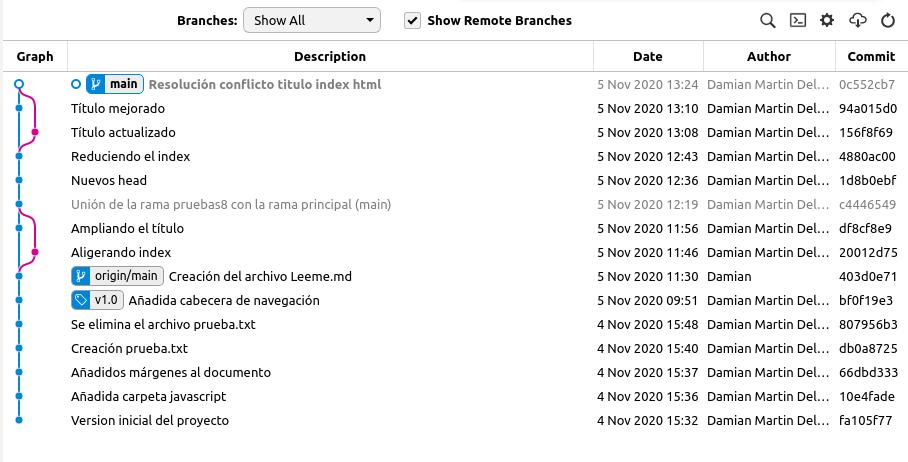 Branches: Show All Show Remote Branches
Graph Description Date Author Commit
main Resolución conflicto titulo index html 5 Nov 2020 13:24 Damian Martin Del... 0c552cb7
Título mejorado 5 Nov 2020 13:10 Damian Martin Del... 94a015d0
Título actualizado 5 Nov 2020 13:08 Damian Martin Del... 156f8f69
Reduciendo el index 5 Nov 2020 12:43 Damian Martin Del... 4880ac00
Nuevos head 5 Nov 2020 12:36 Damian Martin Del... 1d8b0ebf
Unión de la rama pruebas8 con la rama principal (main) 5 Nov 2020 12:19 Damian Martin Del... c4446549
Ampliando el título 5 Nov 2020 11:56 Damian Martin Del... df8cf8e9
Aligerando index 5 Nov 2020 11:46 Damian Martin Del... 20012d75
origin/main Creación del archivo Leeme.md 5 Nov 2020 11:30 Damian 403d0e71
v1.0 Añadida cabecera de navegación 5 Nov 2020 09:51 Damian Martin Del... bf0f19e3
Se elimina el archivo prueba.txt 4 Nov 2020 15:48 Damian Martin Del... 807956b3
Creación prueba.txt 4 Nov 2020 15:40 Damian Martin Del... db0a8725
Añadidos márgenes al documento 4 Nov 2020 15:37 Damian Martin Del... 66dbd333
Añadida carpeta javascript 4 Nov 2020 15:36 Damian Martin Del... 10e4fade
Version inicial del proyecto 4 Nov 2020 15:32 Damian Martin Del... fa105f77